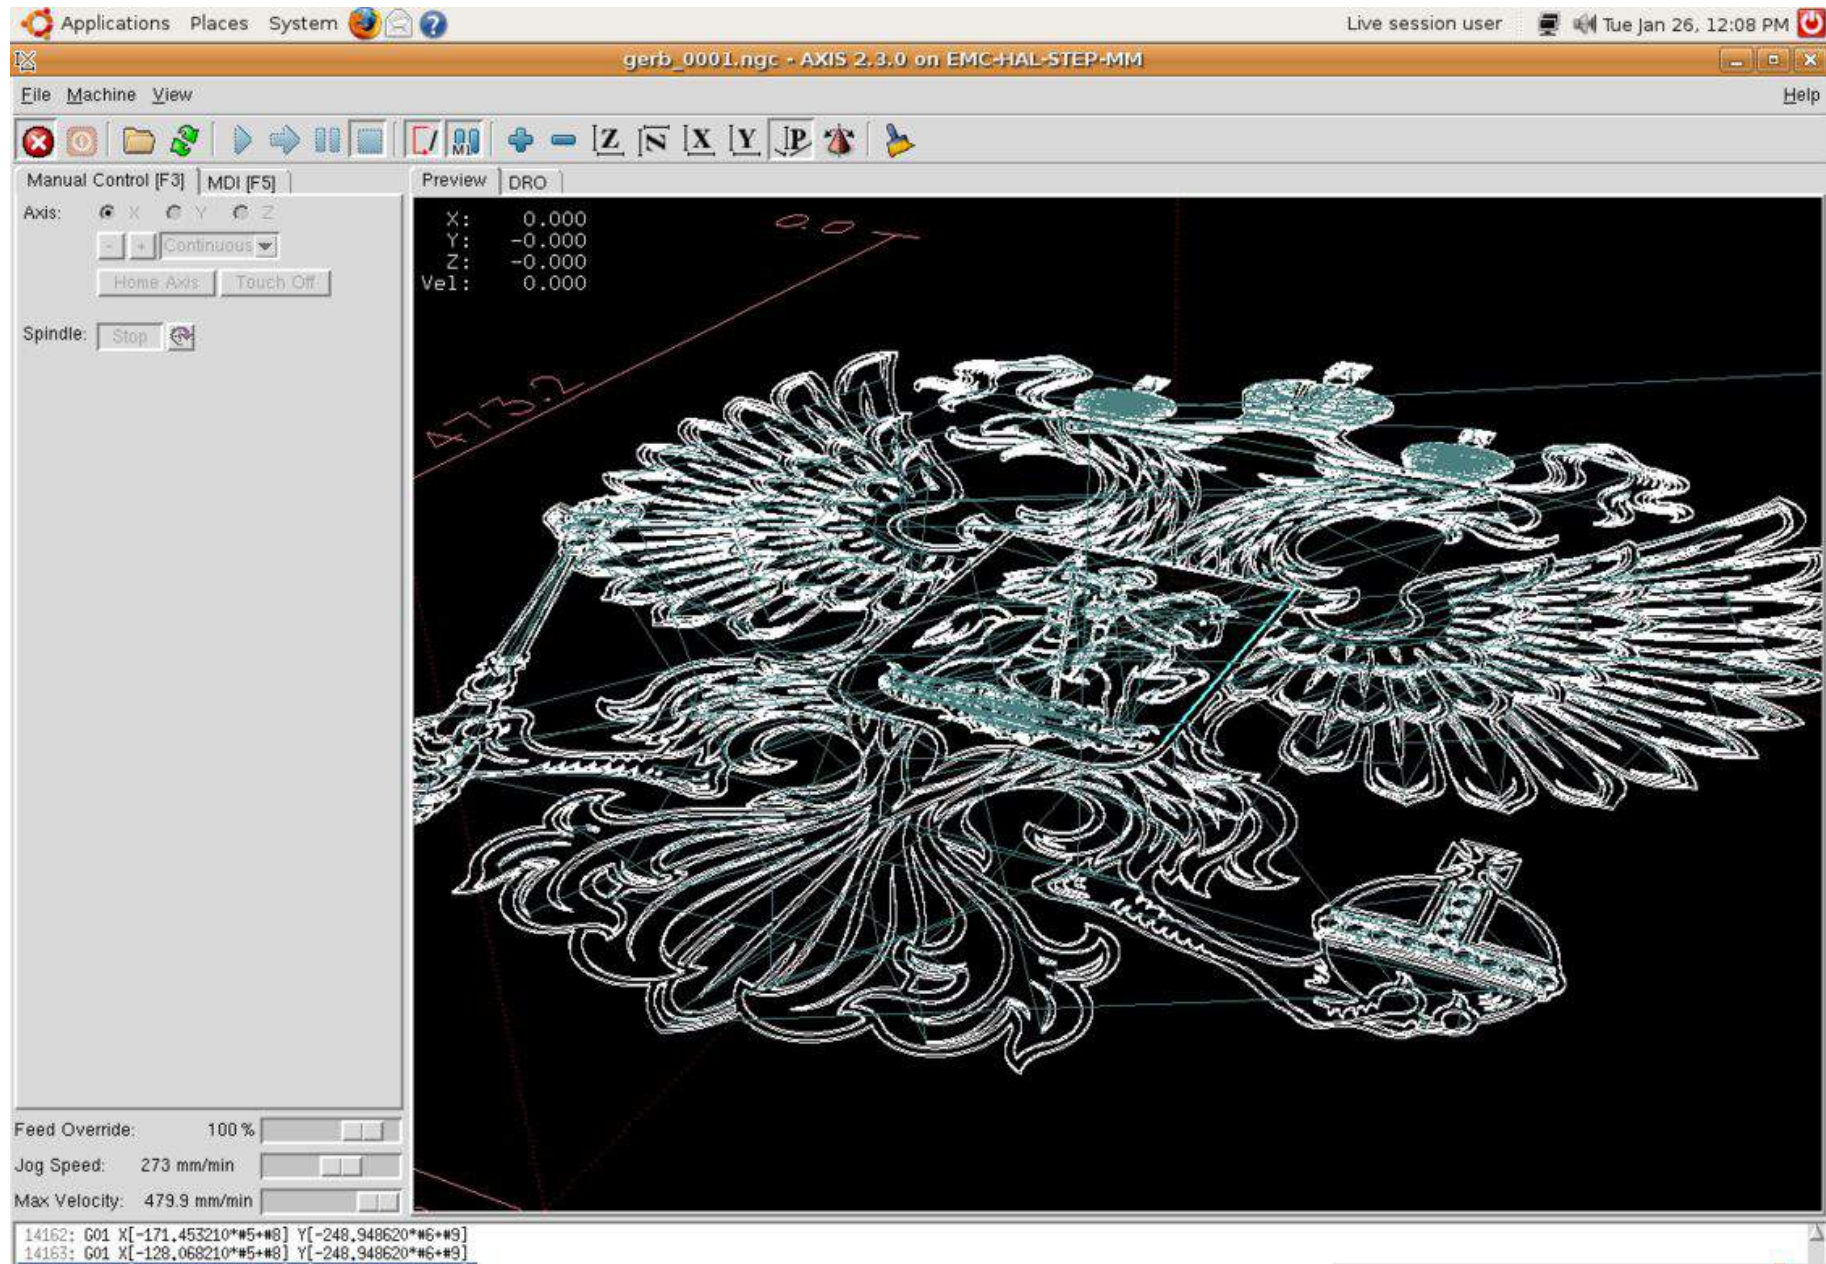 Applications Places System Live session user Tue Jan 26, 12:08 PM
gerb_0001.ngc - AXIS 2.3.0 on EMC-HAL-STEP-MM
File Machine View Help
M1 Z N X Y P
Manual Control [F3] MDI [F5] Preview DRO
Axis: X Y Z
- + Continuous
Home Axis Touch Off
Spindle: Stop
X: 0.000
Y: -0.000
Z: -0.000
Vel: 0.000
0.0
473.2
Feed Override: 100 %
Jog Speed: 273 mm/min
Max Velocity: 479.9 mm/min
14162: G01 X[-171.453210*#5+#8] Y[-248.948620*#6+#9]
14163: G01 X[-128.068210*#5+#8] Y[-248.948620*#6+#9]